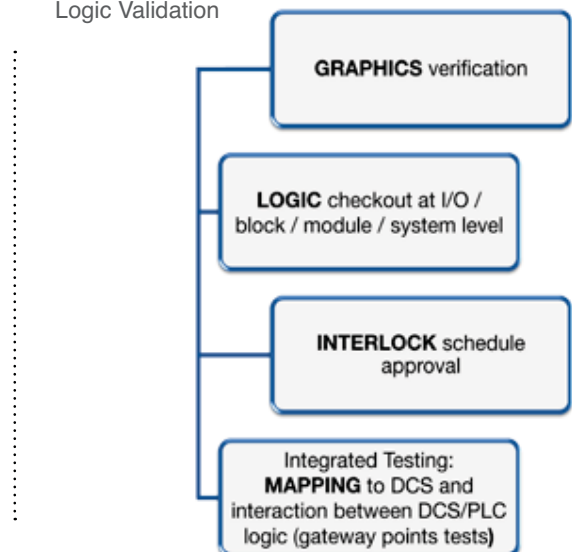 Logic Validation
GRAPHICS verification
LOGIC checkout at I/O /
block / module / system level
INTERLOCK schedule
approval
Integrated Testing:
MAPPING to DCS and
interaction between DCS/PLC
logic (gateway points tests)